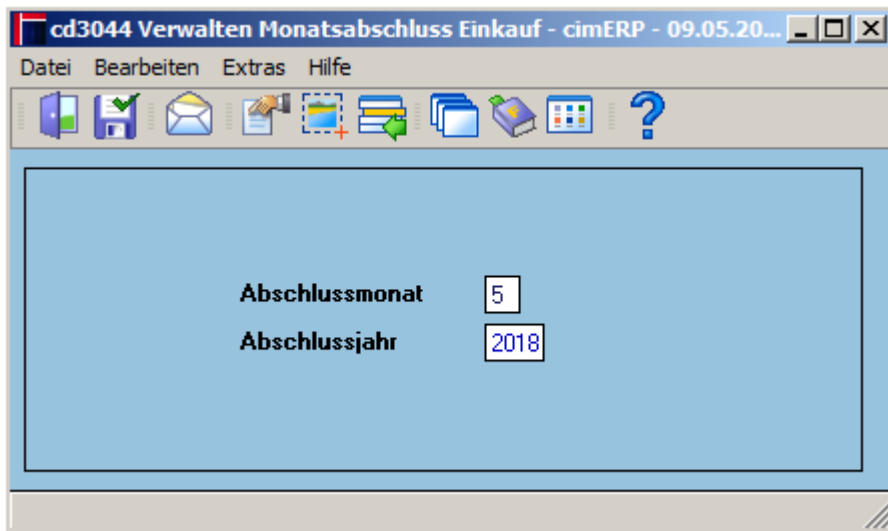 cd3044 Verwalten Monatsabschluss Einkauf - cimERP - 09.05.20...
Datei Bearbeiten Extras Hilfe
Abschlussmonat 5
Abschlussjahr 2018